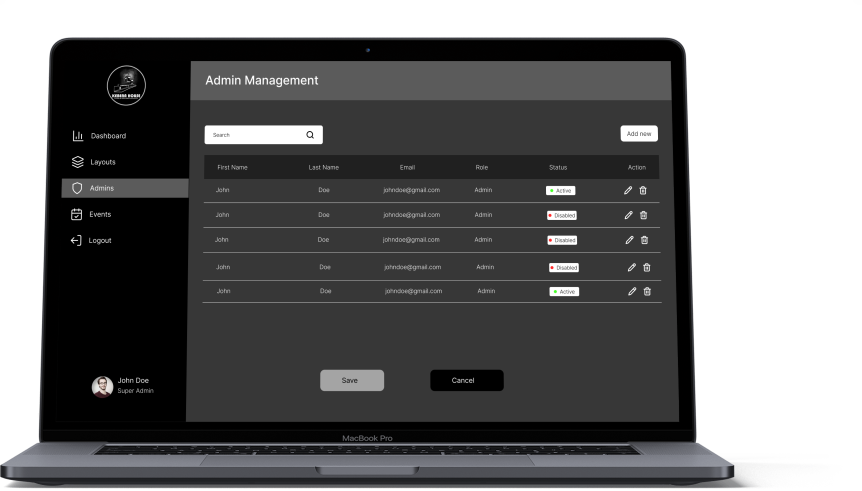 Admin Management
Dashboard
Layouts
Admins
Events
Logout
John Doe
Super Admin
Search
Add new
First Name Last Name Email Role Status Action
John Doe johndoe@gmail.com Admin Active
John Doe johndoe@gmail.com Admin Disabled
John Doe johndoe@gmail.com Admin Disabled
John Doe johndoe@gmail.com Admin Disabled
John Doe johndoe@gmail.com Admin Active
Save Cancel
MacBook Pro